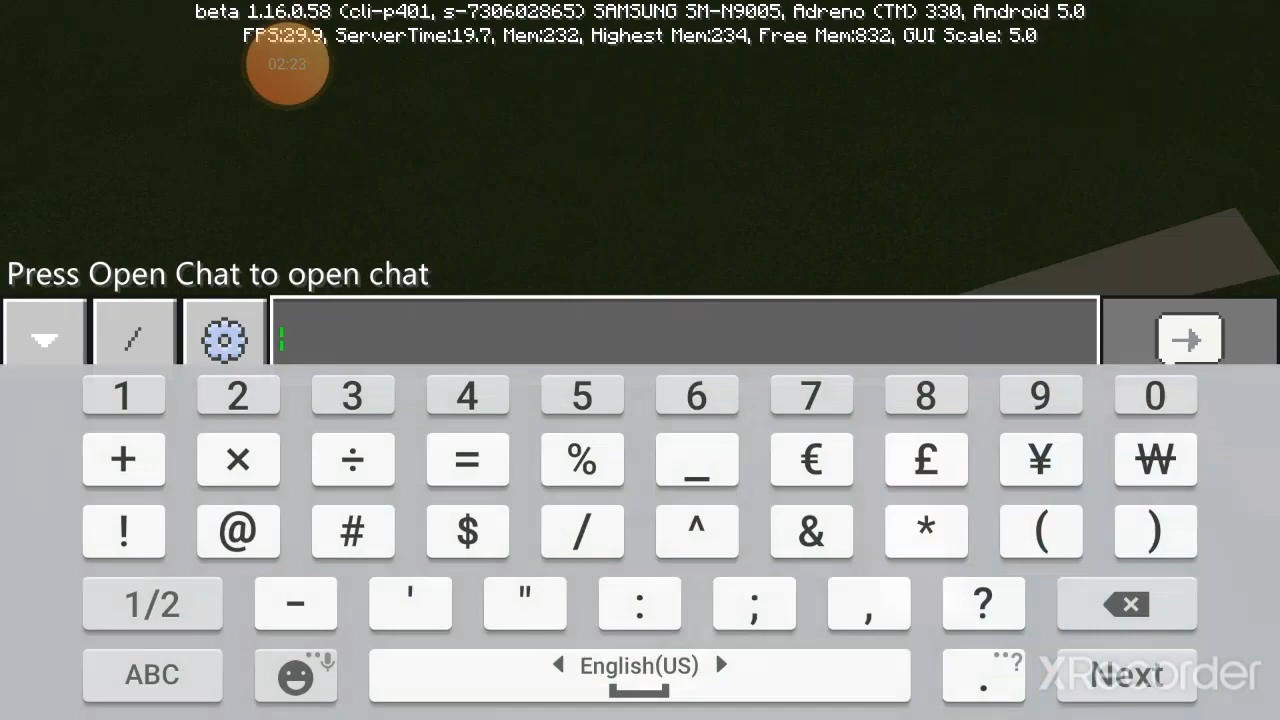 beta 1.16.0.58 (cli-p401, s-730602865) SAMSUNG SM-N9005, Adreno (TM) 330, Android 5.0
FPS:29.9, ServerTime:19.7, Mem:232, Highest Mem:234, Free Mem:832, GUI Scale: 5.0
02:23
Press Open Chat to open chat
/
1 2 3 4 5 6 7 8 9 0
+ × ÷ = % _ € £ ¥ ₩
! @ # $ / ^ & * ( )
1/2 - ' " : ; , ?
ABC English(US) . Next
XRecorder